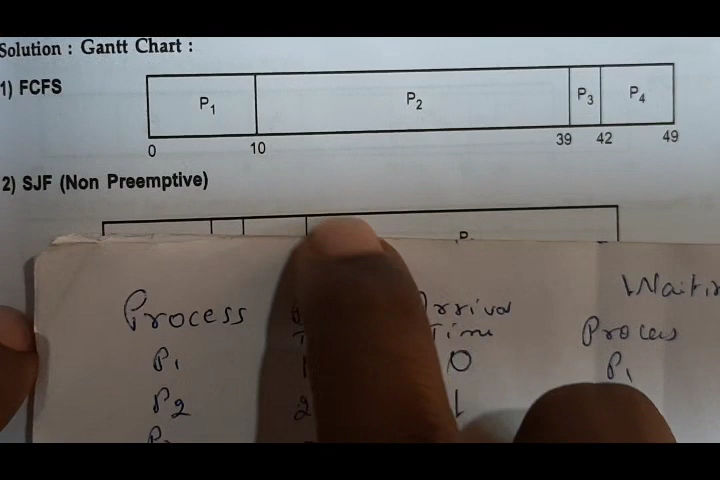 Solution : Gantt Chart :
1) FCFS
P1 P2 P3 P4
0 10 39 42 49
2) SJF (Non Preemptive)
Process
Time
Process
P1 0 P1
P2 1